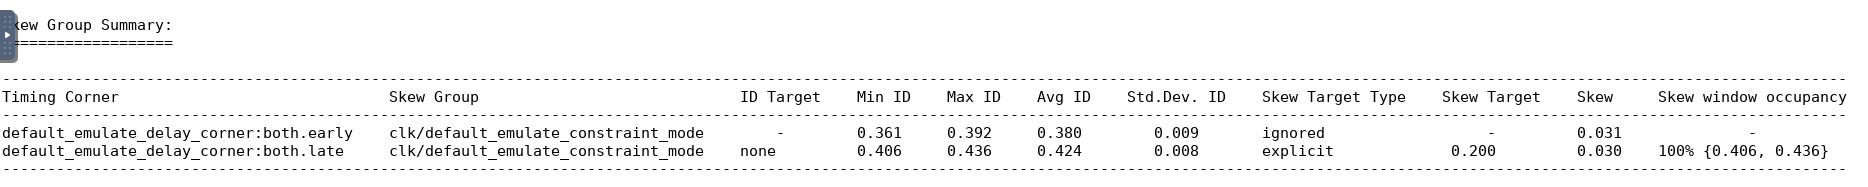 kew Group Summary:
==================
--------------------------------------------------------------------------------------------------------------------------------------------------------------------------------------------------------------
Timing Corner                              Skew Group                             ID Target    Min ID    Max ID    Avg ID    Std.Dev. ID    Skew Target Type    Skew Target    Skew     Skew window occupancy
--------------------------------------------------------------------------------------------------------------------------------------------------------------------------------------------------------------
default_emulate_delay_corner:both.early    clk/default_emulate_constraint_mode        -        0.361     0.392     0.380        0.009       ignored                  -         0.031              -
default_emulate_delay_corner:both.late     clk/default_emulate_constraint_mode    none         0.406     0.436     0.424        0.008       explicit             0.200         0.030    100% {0.406, 0.436}
--------------------------------------------------------------------------------------------------------------------------------------------------------------------------------------------------------------